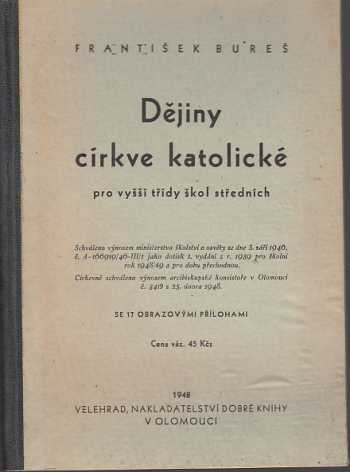 FRANTIŠEK BUREŠ
Dějiny
církve katolické
pro vyšší třídy škol středních
Schváleno výnosem ministerstva školství a osvěty ze dne 3. září 1946,
č. A-166919/46-III/1 jako dotisk 1. vydání z r. 1939 pro školní
rok 1948/49 a pro dobu přechodnou.
Církevně schváleno výnosem arcibiskupské konsistoře v Olomouci
č. 3418 z 25. února 1948.
SE 17 OBRAZOVÝMI PŘÍLOHAMI
Cena váz. 45 Kčs
1948
VELEHRAD, NAKLADATELSTVÍ DOBRÉ KNIHY
V OLOMOUCI